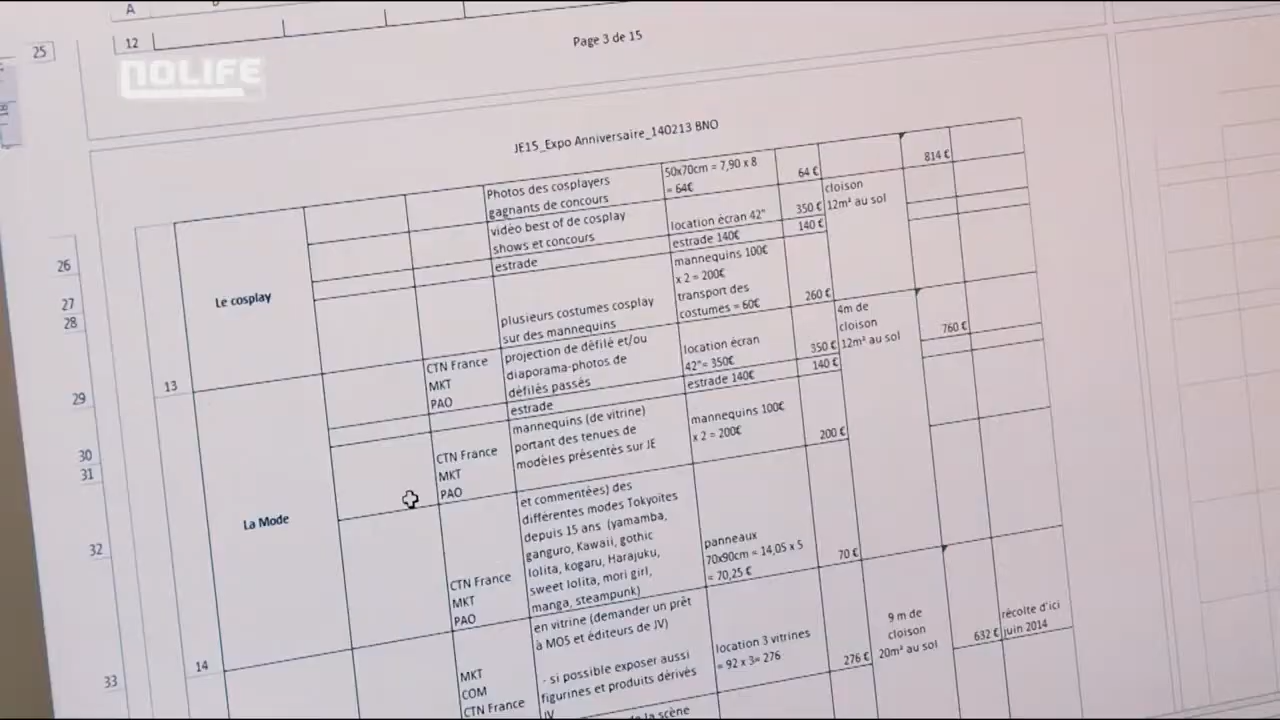 A
12
25
Page 3 de 15
NOLIFE
JE15_Expo Anniversaire_140213 BNO
Photos des cosplayers
gagnants de concours
50x70cm = 7,90 x 8
= 64€
64 €
cloison
12m² au sol
814 €
vidéo best of de cosplay
shows et concours
location écran 42"
350 €
26
estrade
estrade 140€
140 €
27
28
Le cosplay
plusieurs costumes cosplay
sur des mannequins
mannequins 100€
x 2 = 200€
transport des
costumes = 60€
260 €
4m de
cloison
12m² au sol
760 €
13
29
CTN France
MKT
PAO
projection de défilé et/ou
diaporama-photos de
défilés passés
location écran
42"= 350€
350 €
30
estrade
estrade 140€
140 €
31
CTN France
MKT
PAO
mannequins (de vitrine)
portant des tenues de
modèles présentés sur JE
mannequins 100€
x 2 = 200€
200 €
La Mode
32
CTN France
MKT
PAO
et commentées) des
différentes modes Tokyoites
depuis 15 ans (yamamba,
ganguro, Kawaii, gothic
lolita, kogaru, Harajuku,
sweet lolita, mori girl,
manga, steampunk)
panneaux
70x90cm = 14,05 x 5
= 70,25 €
70 €
14
33
MKT
COM
CTN France
en vitrine (demander un prêt
à MO5 et éditeurs de JV)
- si possible exposer aussi
figurines et produits dérivés
JV
location 3 vitrines
= 92 x 3= 276
276 €
9 m de
cloison
20m² au sol
632 €
récolte d'ici
juin 2014
la scène